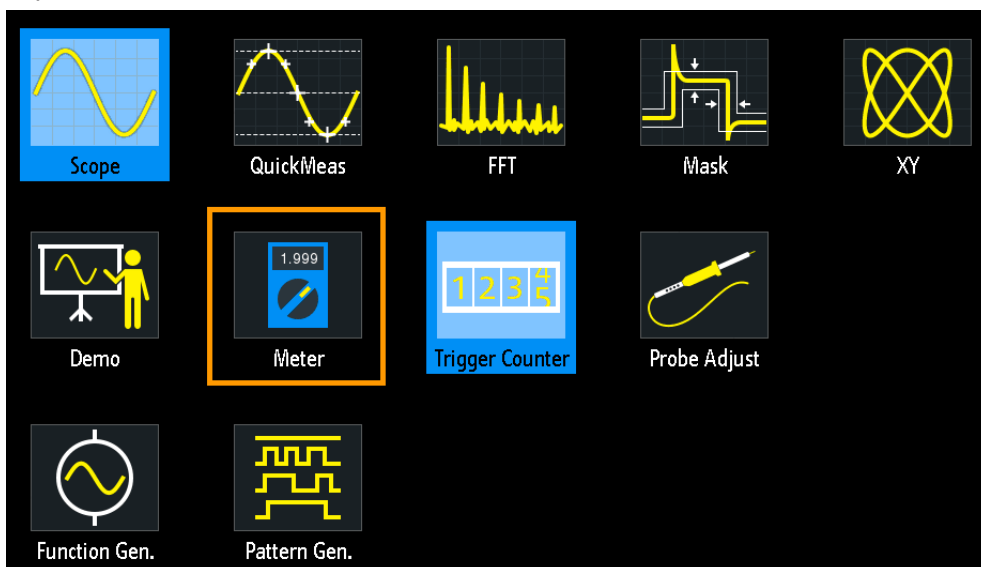 Scope
QuickMeas
FFT
Mask
XY
1.999
1 2 3 4
5
Demo
Meter
Trigger Counter
Probe Adjust
Function Gen.
Pattern Gen.